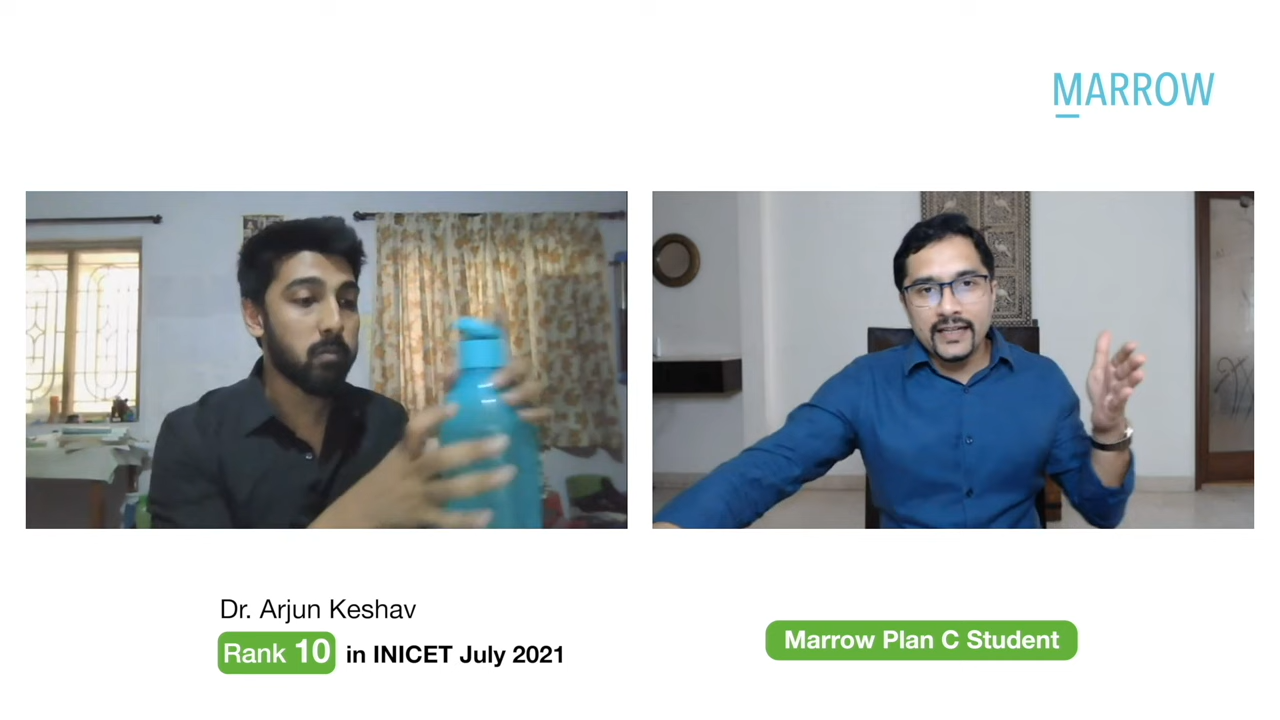 MARROW
Dr. Arjun Keshav
Rank 10 in INICET July 2021
Marrow Plan C Student